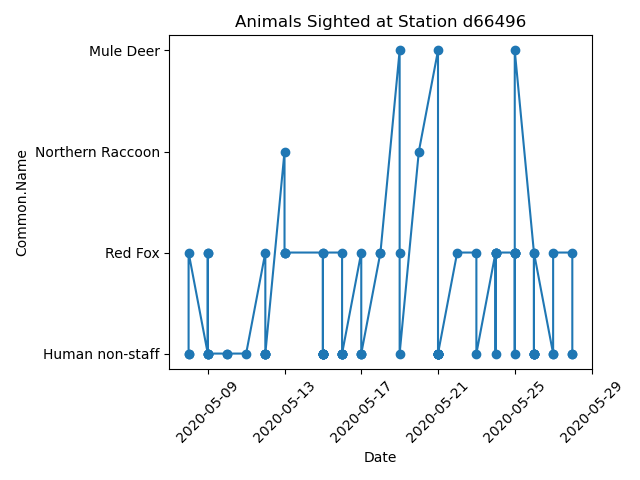 Animals Sighted at Station d66496
Common.Name
Mule Deer
Northern Raccoon
Red Fox
Human non-staff
2020-05-09
2020-05-13
2020-05-17
2020-05-21
2020-05-25
2020-05-29
Date